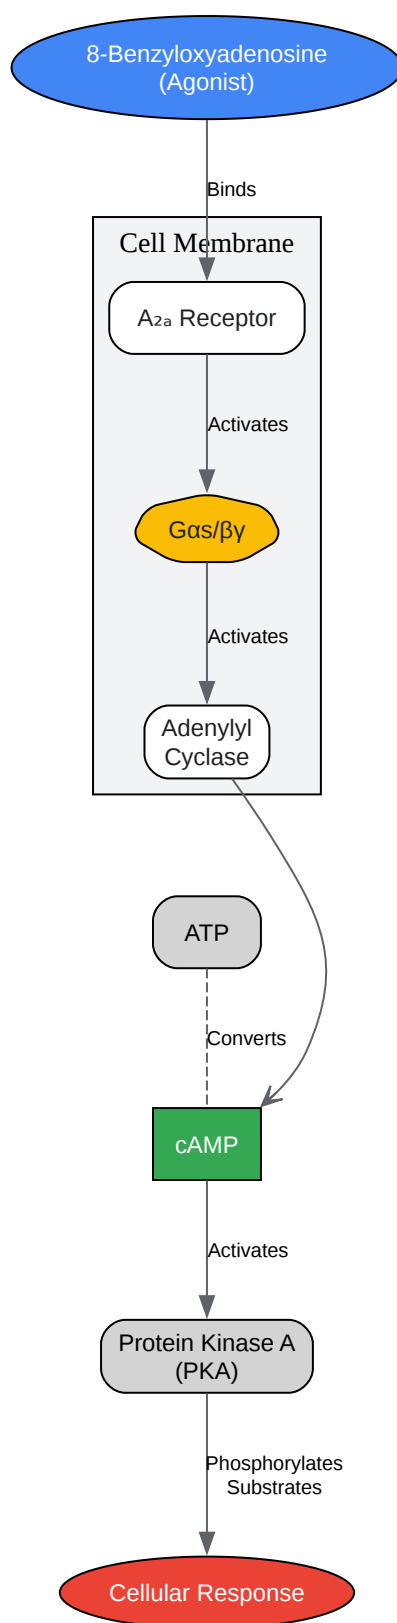 8-Benzyloxyadenosine
(Agonist)
Binds
Cell Membrane
A₂ₐ Receptor
Activates
Gαs/βγ
Activates
Adenylyl
Cyclase
ATP
Converts
cAMP
Activates
Protein Kinase A
(PKA)
Phosphorylates
Substrates
Cellular Response